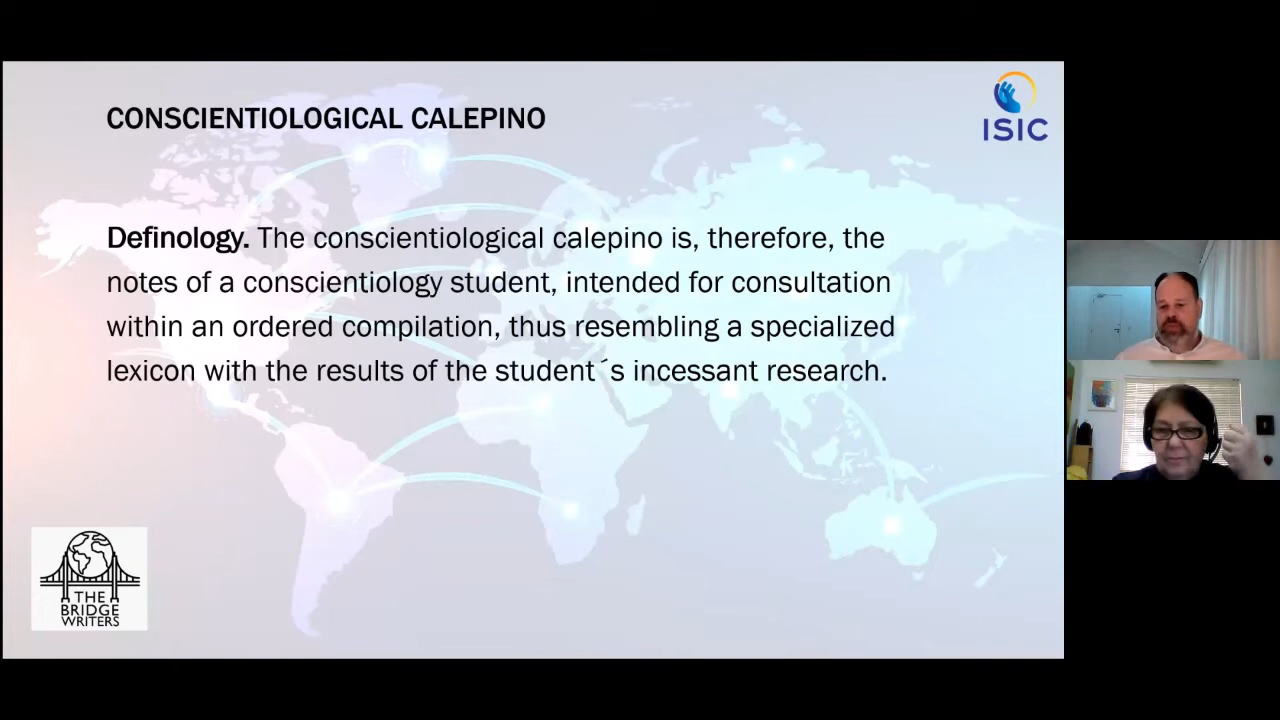 CONSCIENTIOLOGICAL CALEPINO
ISIC
Definology. The conscientiological calepino is, therefore, the
notes of a conscientiology student, intended for consultation
within an ordered compilation, thus resembling a specialized
lexicon with the results of the student´s incessant research.
THE
BRIDGE
WRITERS